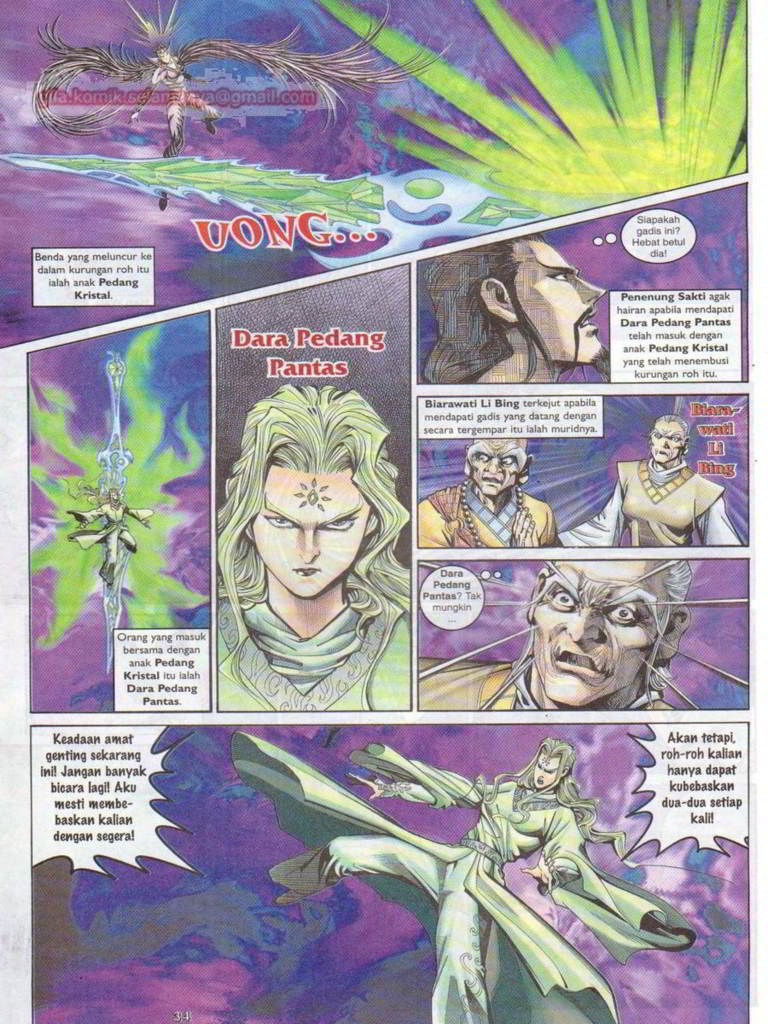 UONG...
Benda yang meluncur ke
dalam kurungan roh itu
ialah anak Pedang
Kristal.
Siapakah
gadis ini?
Hebat betul
dia!
Penenung Sakti agak
hairan apabila mendapati
Dara Pedang Pantas
telah masuk dengan
anak Pedang Kristal
yang telah menembusi
kurungan roh itu.
Orang yang masuk
bersama dengan
anak Pedang
Kristal itu ialah
Dara Pedang
Pantas.
Dara Pedang
Pantas
Biarawati Li Bing terkejut apabila
mendapati gadis yang datang dengan
secara tergempar itu ialah muridnya.
Biara-
wati
Li
Bing
Dara
Pedang
Pantas? Tak
mungkin
...
Keadaan amat
genting sekarang
ini! Jangan banyak
bicara lagi! Aku
mesti membe-
baskan kalian
dengan segera!
Akan tetapi,
roh-roh kalian
hanya dapat
kubebaskan
dua-dua setiap
kali!
34